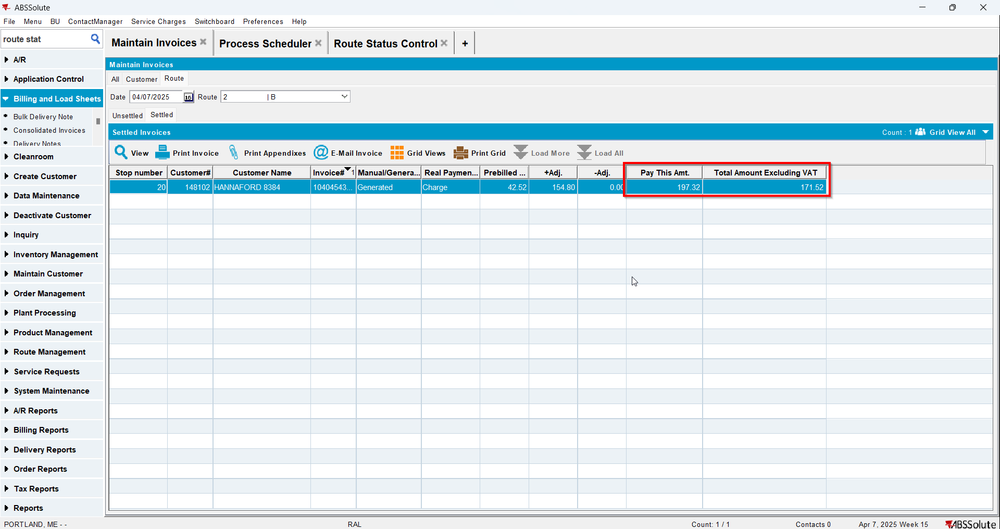 ABSSolute
File Menu BU ContactManager Service Charges Switchboard Preferences Help
route stat
Maintain Invoices Process Scheduler Route Status Control +
A/R
Application Control
Billing and Load Sheets
Bulk Delivery Note
Consolidated Invoices
Delivery Notes
Cleanroom
Create Customer
Data Maintenance
Deactivate Customer
Inquiry
Inventory Management
Maintain Customer
Order Management
Plant Processing
Product Management
Route Management
Service Requests
System Maintenance
A/R Reports
Billing Reports
Delivery Reports
Order Reports
Tax Reports
Reports
Maintain Invoices
All Customer Route
Date 04/07/2025 16 Route 2 | B
Unsettled Settled
Settled Invoices Count : 1 Grid View All
View Print Invoice Print Appendixes @ E-Mail Invoice Grid Views Print Grid Load More Load All
Stop number Customer# Customer Name Invoice# 1 Manual/Genera... Real Paymen... Prebilled ... +Adj. -Adj. Pay This Amt. Total Amount Excluding VAT
20 148102 HANNAFORD 8384 10404543... Generated Charge 42.52 154.80 0.00 197.32 171.52
PORTLAND, ME - - RAL Count: 1 / 1 Contacts 0 Apr 7, 2025 Week 15 ABSSolute